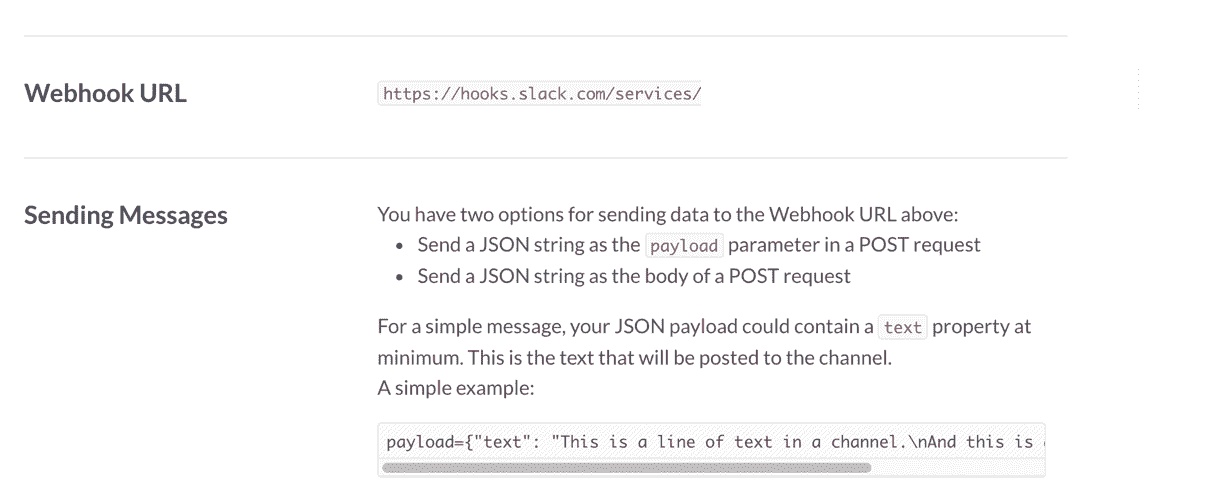 Webhook URL
https://hooks.slack.com/services/
Sending Messages
You have two options for sending data to the Webhook URL above:
• Send a JSON string as the payload parameter in a POST request
• Send a JSON string as the body of a POST request
For a simple message, your JSON payload could contain a text property at
minimum. This is the text that will be posted to the channel.
A simple example:
payload={"text": "This is a line of text in a channel.\nAnd this is